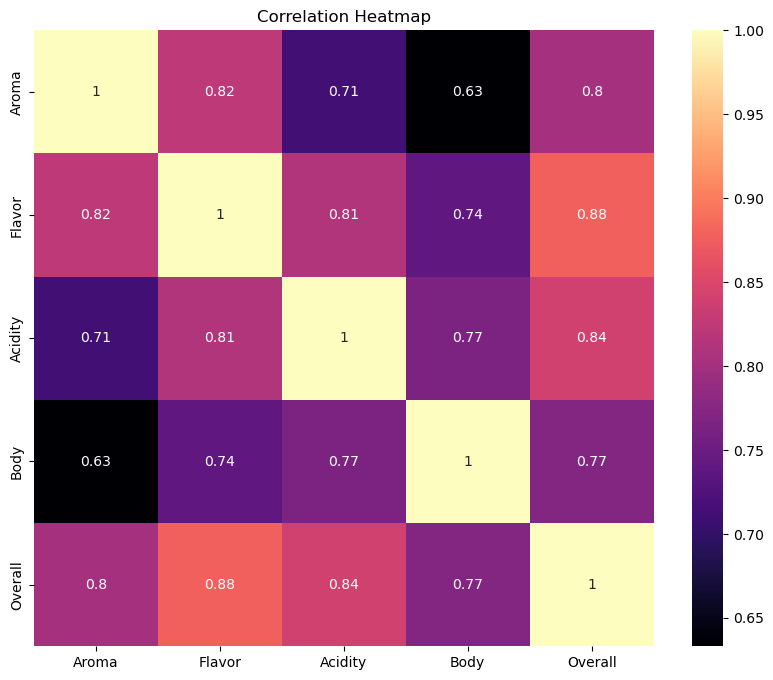 Correlation Heatmap
Aroma 1 0.82 0.71 0.63 0.8
Flavor 0.82 1 0.81 0.74 0.88
Acidity 0.71 0.81 1 0.77 0.84
Body 0.63 0.74 0.77 1 0.77
Overall 0.8 0.88 0.84 0.77 1
Aroma Flavor Acidity Body Overall
1.00
0.95
0.90
0.85
0.80
0.75
0.70
0.65